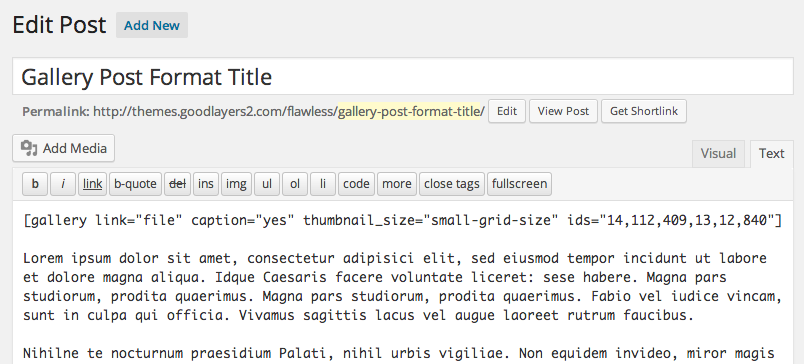 Edit Post Add New
Gallery Post Format Title
Permalink: http://themes.goodlayers2.com/flawless/gallery-post-format-title/ Edit View Post Get Shortlink
Add Media
Visual Text
b i link b-quote del ins img ul ol li code more close tags fullscreen
[gallery link="file" caption="yes" thumbnail_size="small-grid-size" ids="14,112,409,13,12,840"]
Lorem ipsum dolor sit amet, consectetur adipisici elit, sed eiusmod tempor incidunt ut labore
et dolore magna aliqua. Idque Caesaris facere voluntate liceret: sese habere. Magna pars
studiorum, prodita quaerimus. Magna pars studiorum, prodita quaerimus. Fabio vel iudice vincam,
sunt in culpa qui officia. Vivamus sagittis lacus vel augue laoreet rutrum faucibus.
Nihilne te nocturnum praesidium Palati, nihil urbis vigiliae. Non equidem invideo, miror magis